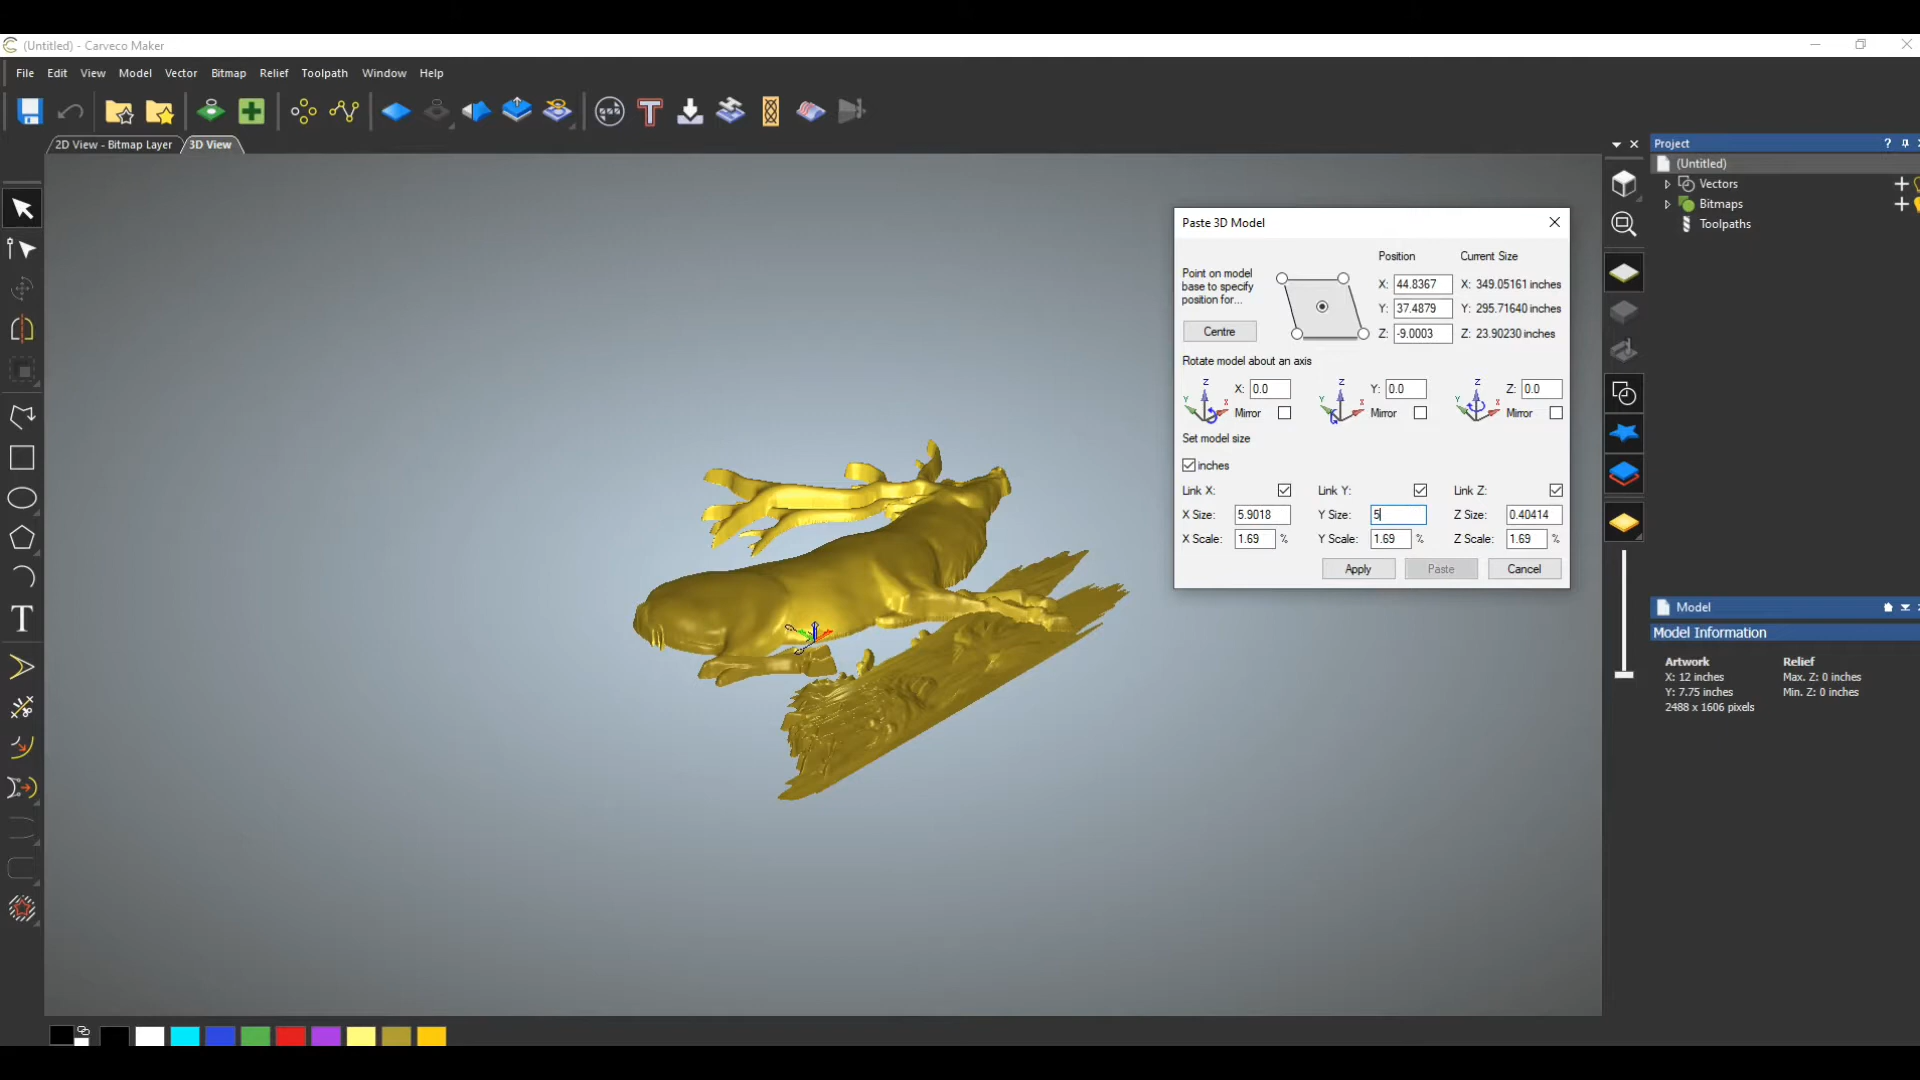 (Untitled) - Carveco Maker
File Edit View Model Vector Bitmap Relief Toolpath Window Help
2D View - Bitmap Layer 3D View
Project ?
(Untitled)
Vectors
Bitmaps
Toolpaths
Paste 3D Model
Position Current Size
Point on model
base to specify
position for...
Centre
X: 44.8367 X: 349.05161 inches
Y: 37.4879 Y: 295.71640 inches
Z: -9.0003 Z: 23.90230 inches
Rotate model about an axis
Z X: 0.0 Z Y: 0.0 Z Z: 0.0
Y X Mirror Y X Mirror Y X Mirror
Set model size
inches
Link X: Link Y: Link Z:
X Size: 5.9018 Y Size: 5 Z Size: 0.40414
X Scale: 1.69 % Y Scale: 1.69 % Z Scale: 1.69 %
Apply Paste Cancel
T
Model
Model Information
Artwork Relief
X: 12 inches Max. Z: 0 inches
Y: 7.75 inches Min. Z: 0 inches
2488 x 1606 pixels